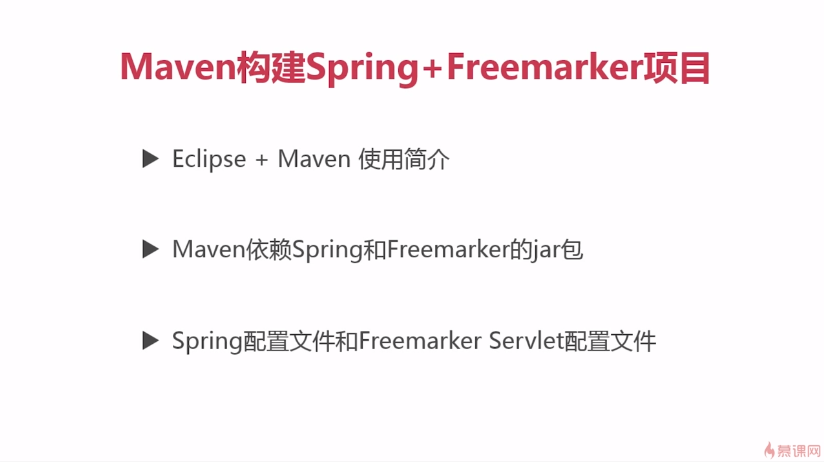 Maven构建Spring+Freemarker项目
Eclipse + Maven 使用简介
Maven依赖Spring和Freemarker的jar包
Spring配置文件和Freemarker Servlet配置文件
慕课网